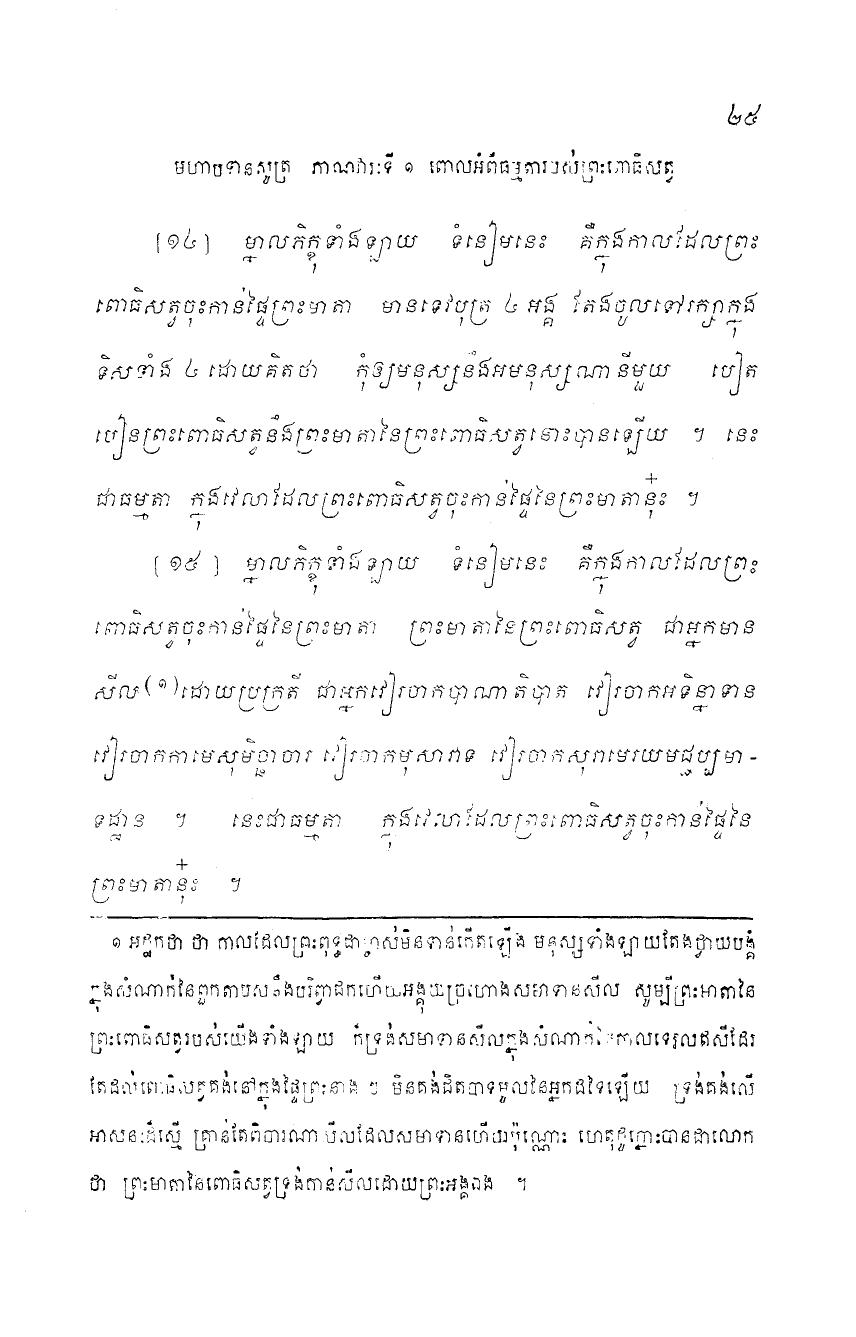 ២៥
មហាបទានសូត្រ ភាណវារៈទី ១ ពោលអំពីធម្មតារបស់ព្រះពោធិសត្វ
[១៤] ម្នាលភិក្ខុទាំងឡាយ ទំនៀមនេះ គឺក្នុងកាលដែលព្រះ
ពោធិសត្វចុះកាន់ផ្ទៃព្រះមាតា មានទេវបុត្រ ៤ អង្គ តែងចូលទៅរក្សាក្នុង
ទិសទាំង ៤ ដោយគិតថា កុំឲ្យមនុស្សនឹងអមនុស្សណានីមួយ បៀត
បៀនព្រះពោធិសត្វនឹងព្រះមាតានៃព្រះពោធិសត្វនោះបានឡើយ ។ នេះ
ជាធម្មតា ក្នុងវេលាដែលព្រះពោធិសត្វចុះកាន់ផ្ទៃនៃព្រះមាតានុ៎ះ ។
[ ១៥ ] ម្នាលភិក្ខុទាំងឡាយ ទំនៀមនេះ គឺក្នុងកាលដែលព្រះ
ពោធិសត្វចុះកាន់ផ្ទៃនៃព្រះមាតា ព្រះមាតានៃព្រះពោធិសត្វ ជាអ្នកមាន
សីល(១)ដោយប្រក្រតី ជាអ្នកវៀរចាកបាណាតិបាត វៀរចាកអទិន្នាទាន
វៀរចាកកាមេសុមិច្ឆាចារ វៀរចាកមុសាវាទ វៀរចាកសុរាមេរយមជ្ជប្បមា-
ទដ្ឋាន ។ នេះជាធម្មតា ក្នុងវេលាដែលព្រះពោធិសត្វចុះកាន់ផ្ទៃនៃ
ព្រះមាតានុ៎ះ ។
១ អដ្ឋកថា ថា កាលដែលព្រះពុទ្ធជាម្ចាស់មិនទាន់កើតឡើង មនុស្សទាំងឡាយតែងថ្វាយបង្គំ
ក្នុងសំណាក់នៃពួកតាបសនឹងបរិព្វាជកហើយអង្គុយច្រហោងសមាទានសីល សូម្បីព្រះមាតានៃ
ព្រះពោធិសត្វរបស់យើងទាំងឡាយ ក៏ទ្រង់សមាទានសីលក្នុងសំណាក់នៃកាលទេវុលឥសីដែរ
តែដល់ពោធិសត្វគង់នៅក្នុងផ្ទៃព្រះនាង ៗ មិនគង់ជិតបាទមូលនៃអ្នកដទៃឡើយ ទ្រង់គង់លើ
អាសនៈដ៏ស្មើ គ្រាន់តែពិចារណា សីលដែលសមាទានហើយប៉ុណ្ណោះ ហេតុដូច្នោះបានជាលោក
ថា ព្រះមាតានៃពោធិសត្វទ្រង់កាន់សីលដោយព្រះអង្គឯង ។